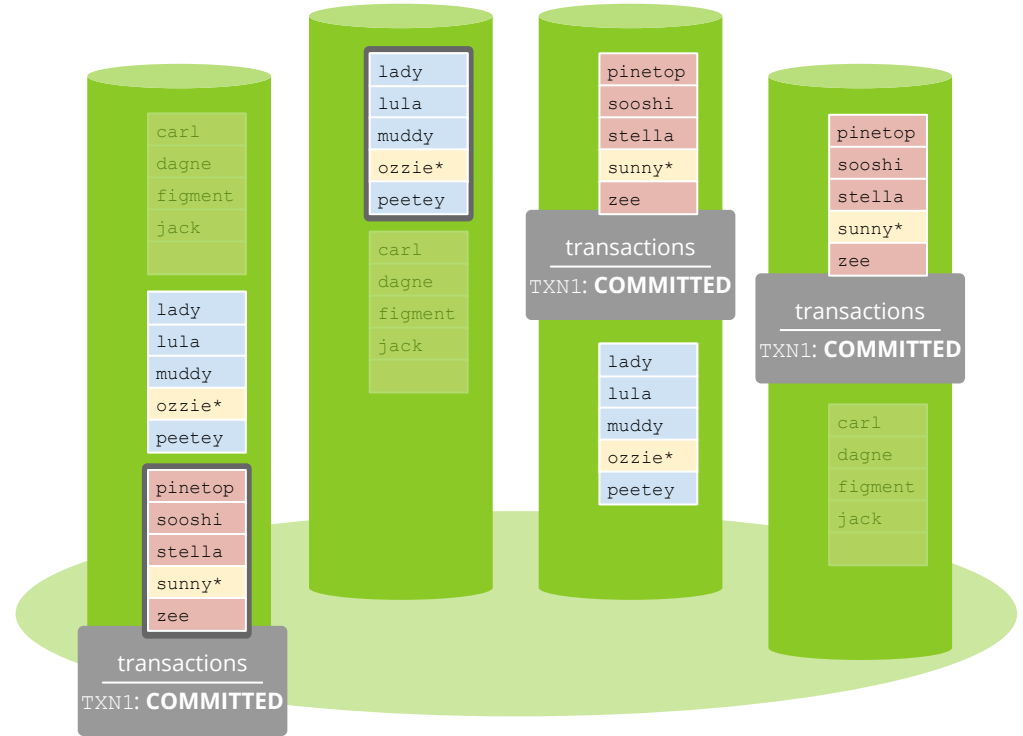 carl
dagne
figment
jack
lady
lula
muddy
ozzie*
peetey
pinetop
sooshi
stella
sunny*
zee
transactions
TXN1: COMMITTED
lady
lula
muddy
ozzie*
peetey
carl
dagne
figment
jack
pinetop
sooshi
stella
sunny*
zee
transactions
TXN1: COMMITTED
lady
lula
muddy
ozzie*
peetey
pinetop
sooshi
stella
sunny*
zee
transactions
TXN1: COMMITTED
carl
dagne
figment
jack